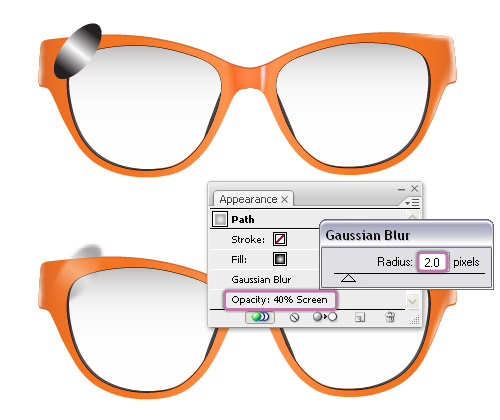 Appearance ×
Path
Stroke:
Fill:
Gaussian Blur
Opacity: 40% Screen
Gaussian Blur
Radius: 2.0 pixels